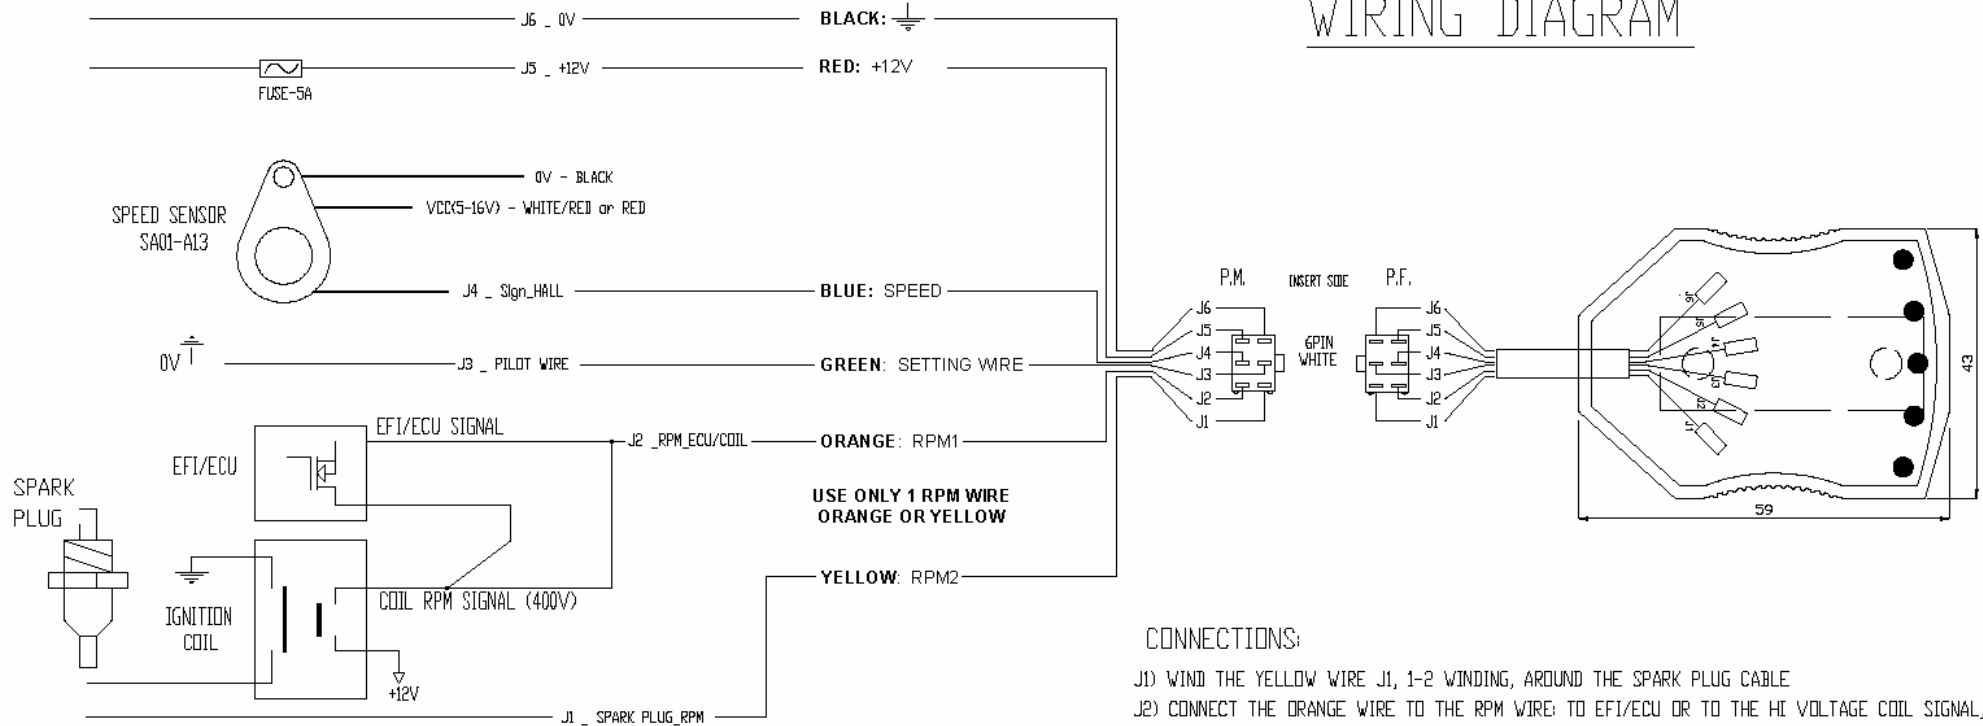 WIRING DIAGRAM
J6 _ 0V
BLACK:
J5 _ +12V
RED: +12V
FUSE-5A
0V - BLACK
VCC(5-16V) - WHITE/RED or RED
SPEED SENSOR
SA01-A13
J4 _ Sign_HALL
BLUE: SPEED
0V
J3 _ PILOT WIRE
GREEN: SETTING WIRE
EFI/ECU SIGNAL
J2 _RPM_ECU/COIL
ORANGE: RPM1
EFI/ECU
SPARK
PLUG
USE ONLY 1 RPM WIRE
ORANGE OR YELLOW
YELLOW: RPM2
COIL RPM SIGNAL (400V)
IGNITION
COIL
+12V
J1 _ SPARK PLUG_RPM
P.M.
INSERT SIDE
P.F.
J6
J5
J4
J3
J2
J1
6PIN
WHITE
J6
J5
J4
J3
J2
J1
J6
J5
J4
J3
J2
J1
43
59
CONNECTIONS:
J1) WIND THE YELLOW WIRE J1, 1-2 WINDING, AROUND THE SPARK PLUG CABLE
J2) CONNECT THE ORANGE WIRE TO THE RPM WIRE: TO EFI/ECU OR TO THE HI VOLTAGE COIL SIGNAL